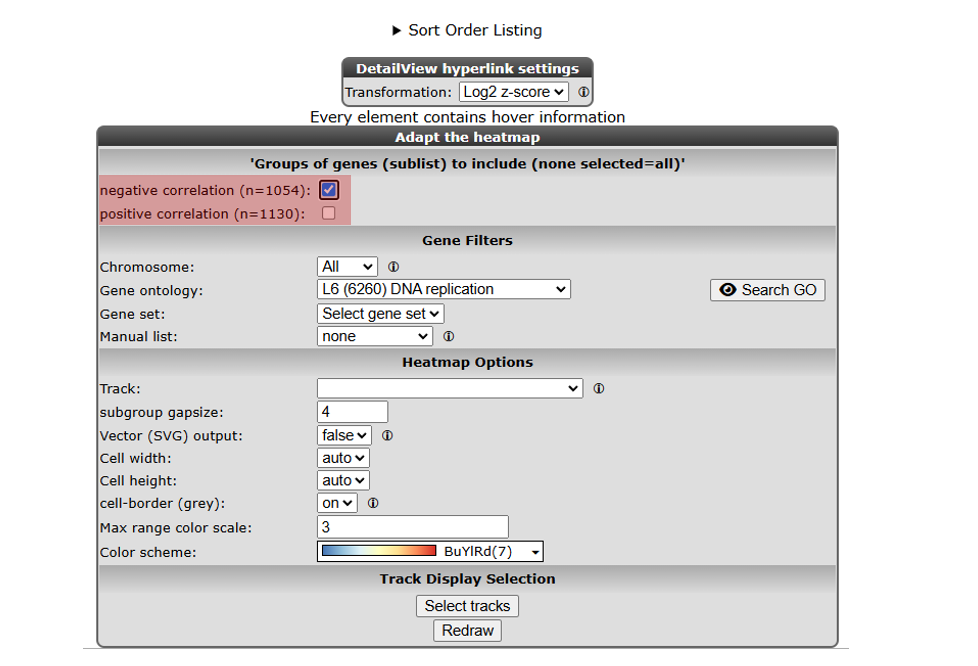 ▶ Sort Order Listing
DetailView hyperlink settings
Transformation: Log2 z-score
Every element contains hover information
Adapt the heatmap
'Groups of genes (sublist) to include (none selected=all)'
negative correlation (n=1054):
positive correlation (n=1130):
Gene Filters
Chromosome: All
Gene ontology: L6 (6260) DNA replication Search GO
Gene set: Select gene set
Manual list: none
Heatmap Options
Track:
subgroup gapsize: 4
Vector (SVG) output: false
Cell width: auto
Cell height: auto
cell-border (grey): on
Max range color scale: 3
Color scheme: BuYlRd(7)
Track Display Selection
Select tracks
Redraw